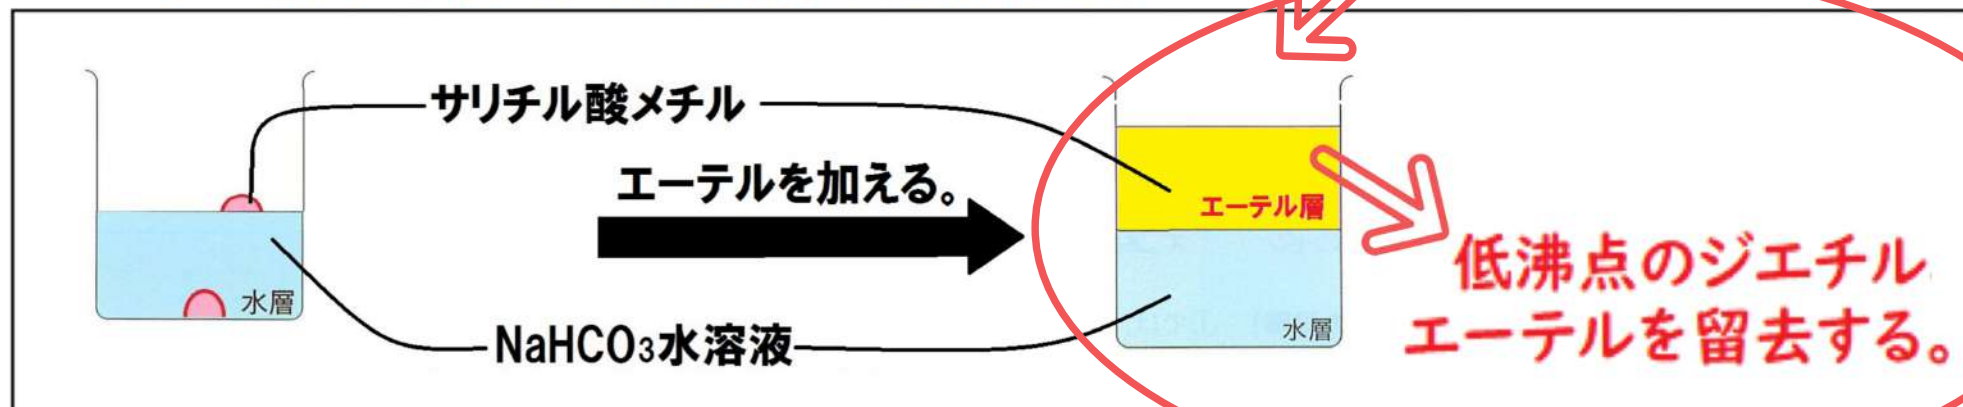 サリチル酸メチル
エーテルを加える。
エーテル層
水層
水層
NaHCO₃水溶液
低沸点のジエチル
エーテルを留去する。